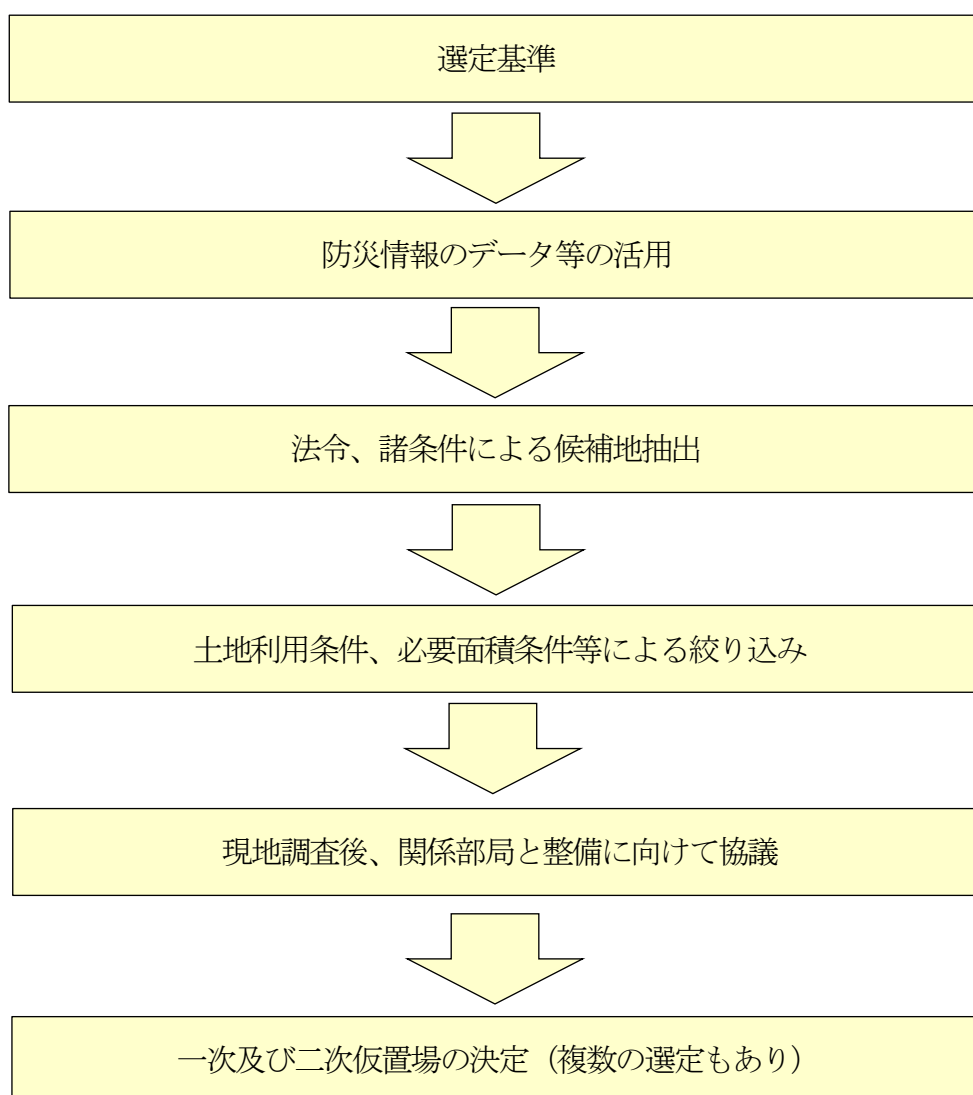 選定基準
防災情報のデータ等の活用
法令、諸条件による候補地抽出
土地利用条件、必要面積条件等による絞り込み
現地調査後、関係部局と整備に向けて協議
一次及び二次仮置場の決定（複数の選定もあり）